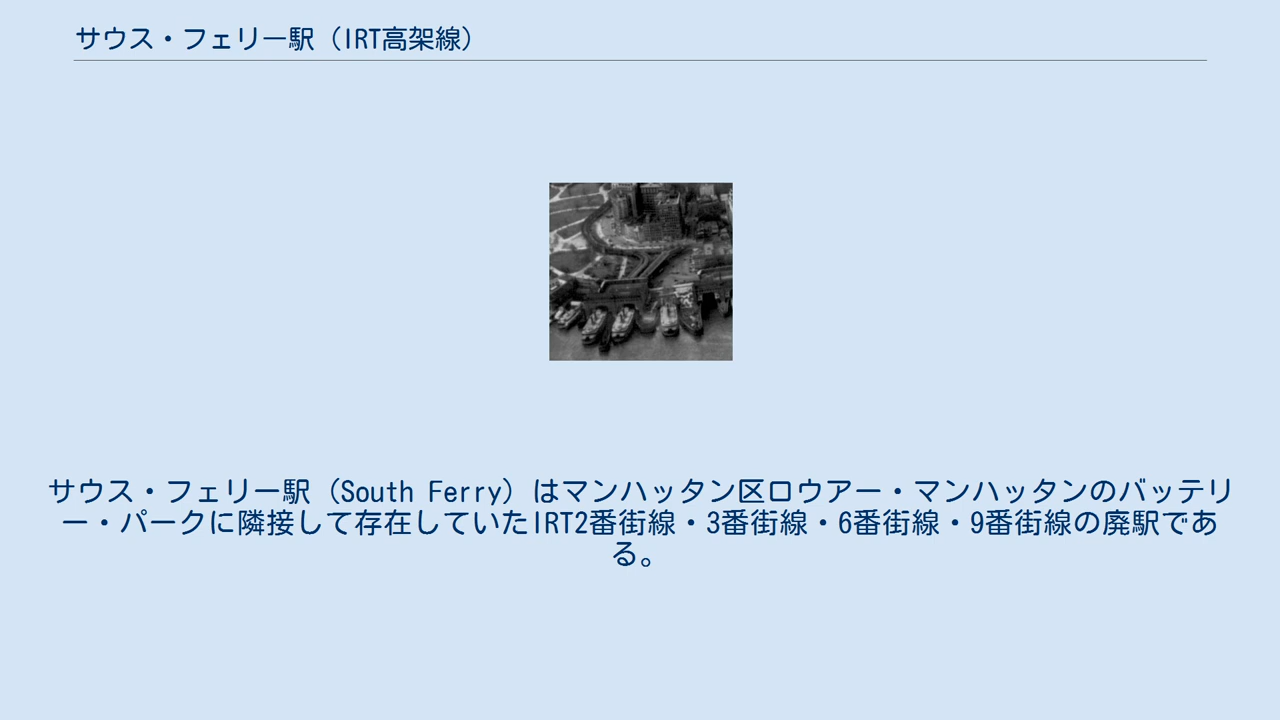 サウス・フェリー駅（IRT高架線）
サウス・フェリー駅（South Ferry）はマンハッタン区ロウアー・マンハッタンのバッテリ
ー・パークに隣接して存在していたIRT2番街線・3番街線・6番街線・9番街線の廃駅であ
る。